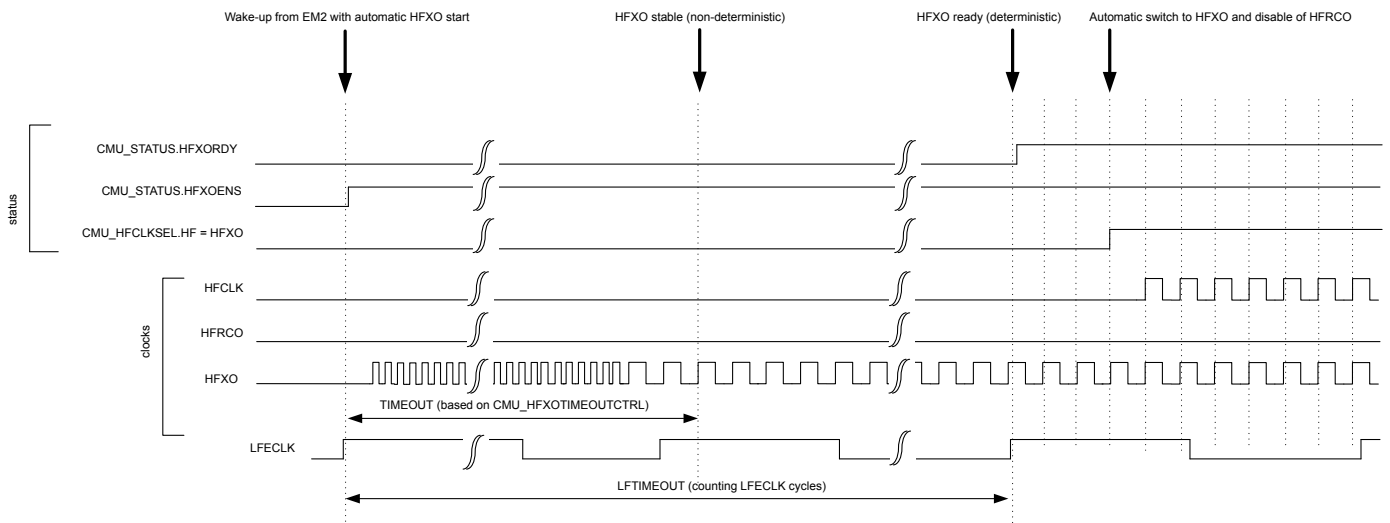 Wake-up from EM2 with automatic HFXO start
HFXO stable (non-deterministic)
HFXO ready (deterministic)
Automatic switch to HFXO and disable of HFRCO
status
CMU_STATUS.HFXORDY
CMU_STATUS.HFXOENS
CMU_HFCLKSEL.HF = HFXO
clocks
HFCLK
HFRCO
HFXO
TIMEOUT (based on CMU_HFXOTIMEOUTCTRL)
LFECLK
LFTIMEOUT (counting LFECLK cycles)